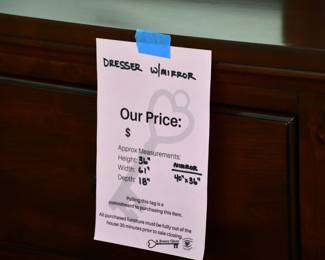 DRESSER W/MIRROR
Our Price:
$
Approx Measurements:
Height: 36" MIRROR
Width: 61" 40" x 36"
Depth: 18"
Pulling this tag is a
commitment to purchasing this item.
All purchased furniture must be fully out of the
house 30 minutes prior to sale closing.